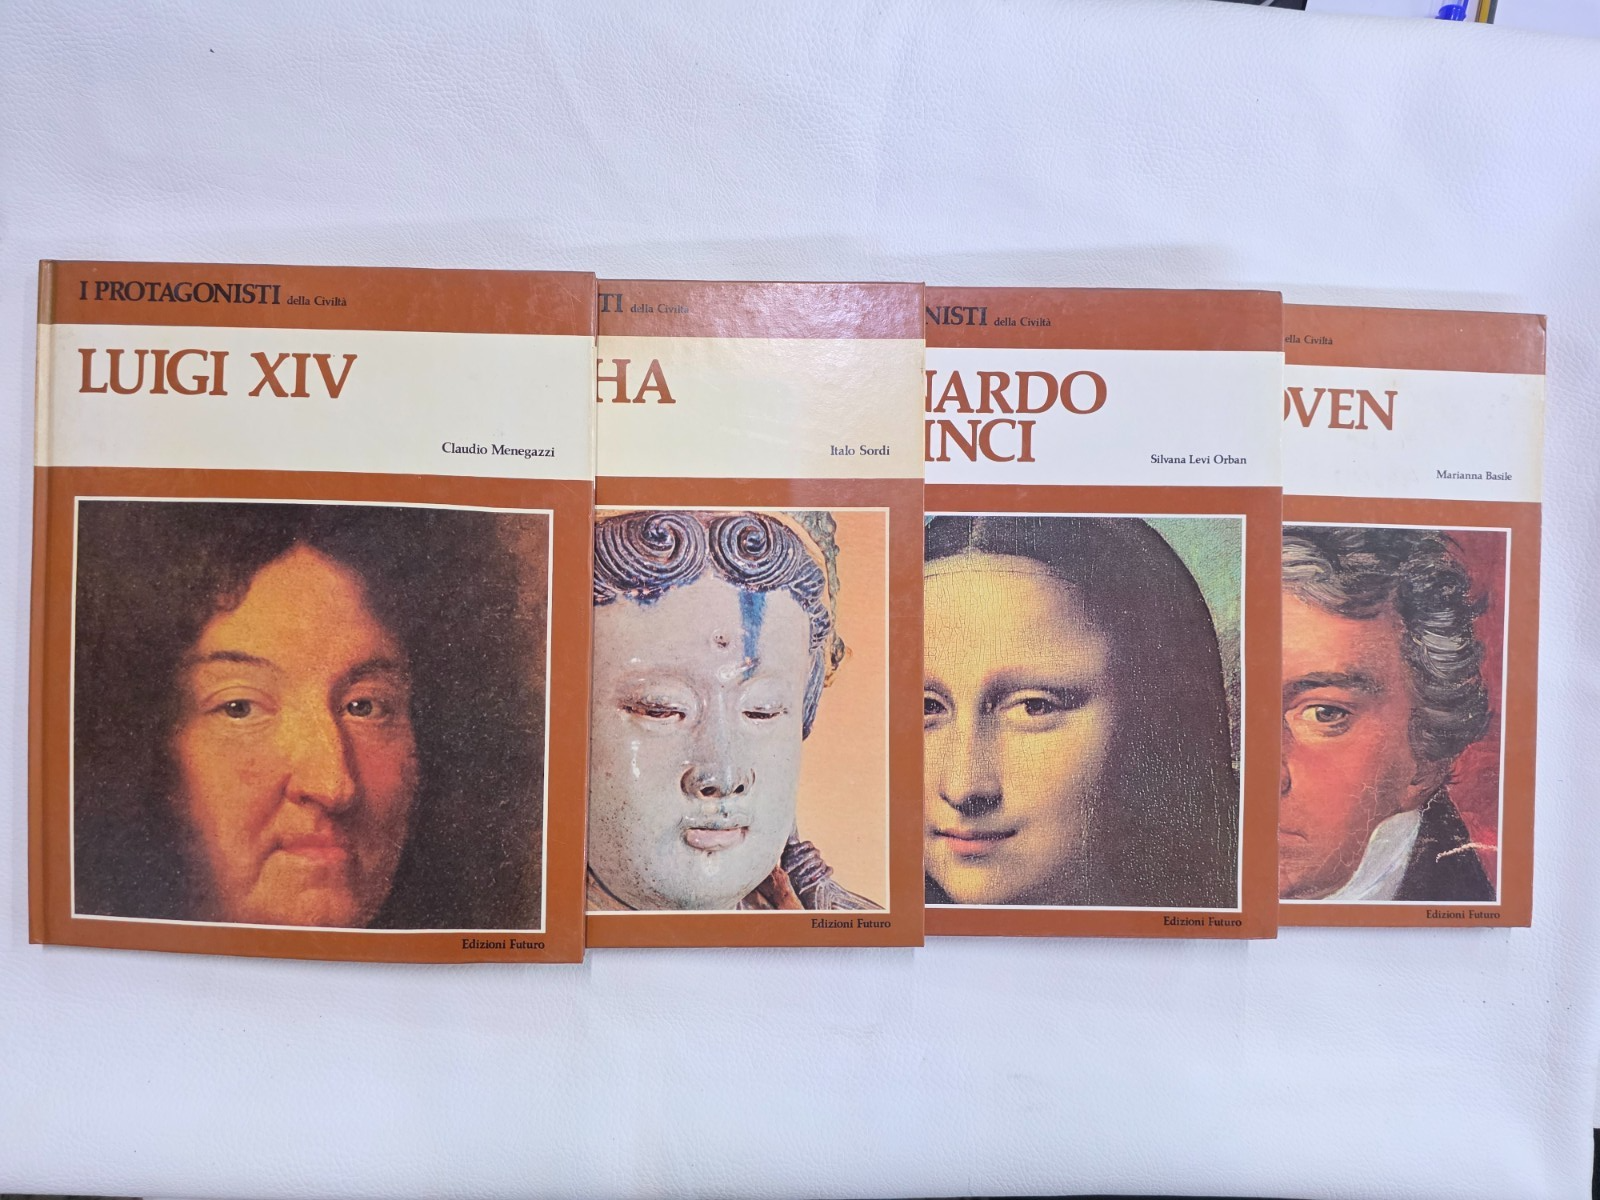 I PROTAGONISTI della Civiltà
LUIGI XIV
Claudio Menegazzi
Edizioni Futuro
TI della Civiltà
HA
Italo Sordi
Edizioni Futuro
NISTI della Civiltà
NARDO
INCI
Silvana Levi Orban
Edizioni Futuro
ella Civiltà
OVEN
Marianna Basile
Edizioni Futuro